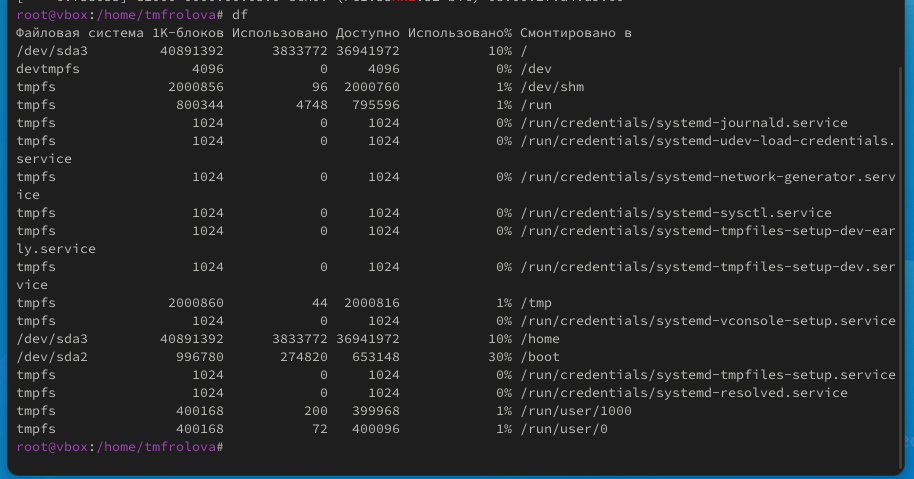 root@vbox:/home/tmfrolova# df
Файловая система 1K-блоков Использовано Доступно Использовано% Смонтировано в
/dev/sda3         40891392      3833772 36941972           10% /
devtmpfs              4096            0     4096            0% /dev
tmpfs              2000856           96  2000760            1% /dev/shm
tmpfs               800344         4748   795596            1% /run
tmpfs                 1024            0     1024            0% /run/credentials/systemd-journald.service
tmpfs                 1024            0     1024            0% /run/credentials/systemd-udev-load-credentials.
service
tmpfs                 1024            0     1024            0% /run/credentials/systemd-network-generator.serv
ice
tmpfs                 1024            0     1024            0% /run/credentials/systemd-sysctl.service
tmpfs                 1024            0     1024            0% /run/credentials/systemd-tmpfiles-setup-dev-ear
ly.service
tmpfs                 1024            0     1024            0% /run/credentials/systemd-tmpfiles-setup-dev.ser
vice
tmpfs              2000860           44  2000816            1% /tmp
tmpfs                 1024            0     1024            0% /run/credentials/systemd-vconsole-setup.service
/dev/sda3         40891392      3833772 36941972           10% /home
/dev/sda2           996780       274820   653148           30% /boot
tmpfs                 1024            0     1024            0% /run/credentials/systemd-tmpfiles-setup.service
tmpfs                 1024            0     1024            0% /run/credentials/systemd-resolved.service
tmpfs               400168          200   399968            1% /run/user/1000
tmpfs               400168           72   400096            1% /run/user/0
root@vbox:/home/tmfrolova#